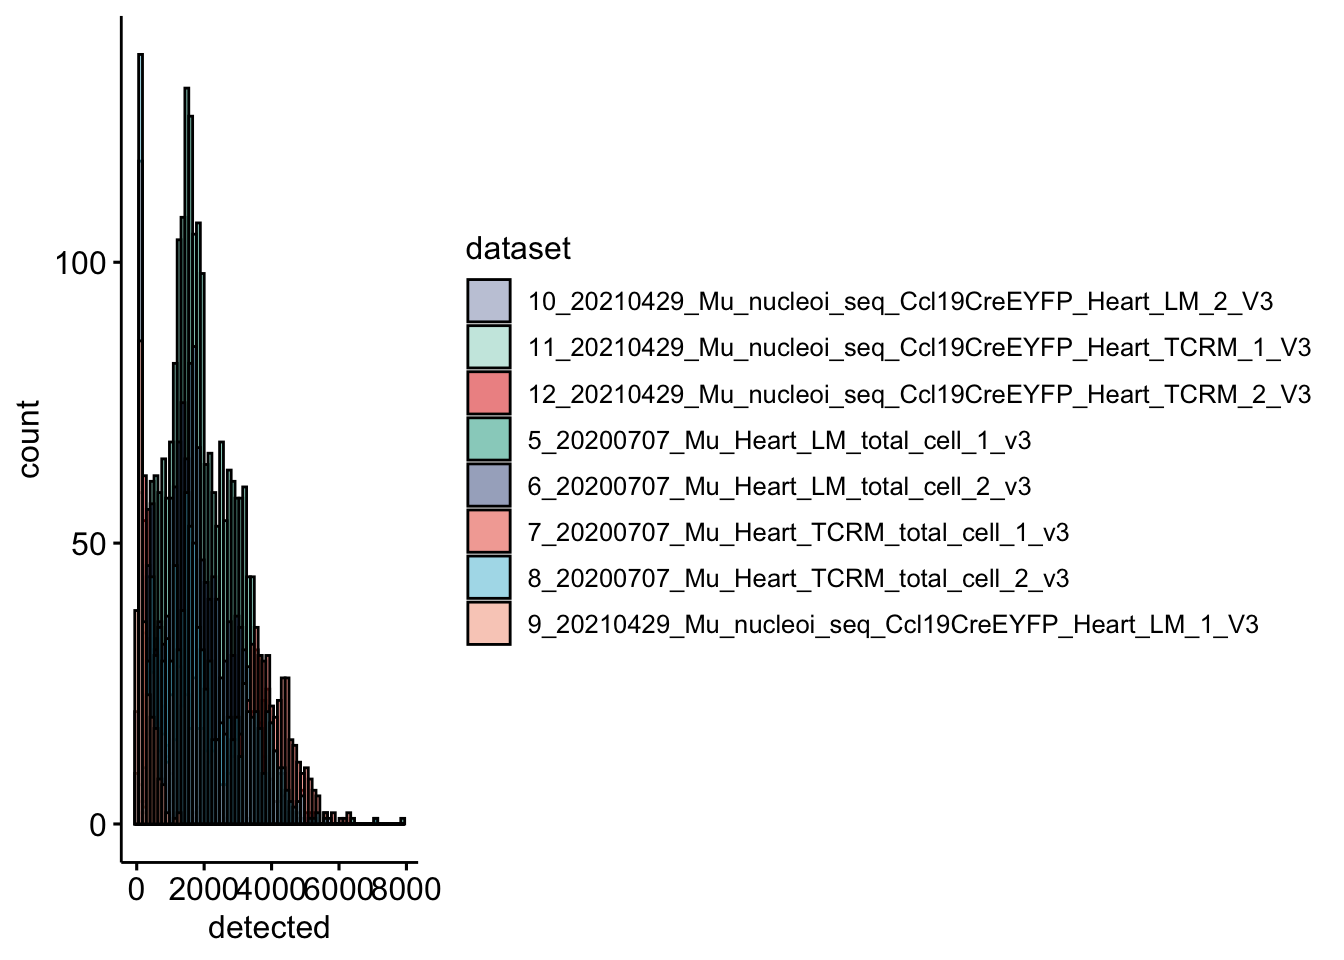 count
100
50
0
0 2000 4000 6000 8000
detected
dataset
10_20210429_Mu_nucleoi_seq_Ccl19CreEYFP_Heart_LM_2_V3
11_20210429_Mu_nucleoi_seq_Ccl19CreEYFP_Heart_TCRM_1_V3
12_20210429_Mu_nucleoi_seq_Ccl19CreEYFP_Heart_TCRM_2_V3
5_20200707_Mu_Heart_LM_total_cell_1_v3
6_20200707_Mu_Heart_LM_total_cell_2_v3
7_20200707_Mu_Heart_TCRM_total_cell_1_v3
8_20200707_Mu_Heart_TCRM_total_cell_2_v3
9_20210429_Mu_nucleoi_seq_Ccl19CreEYFP_Heart_LM_1_V3